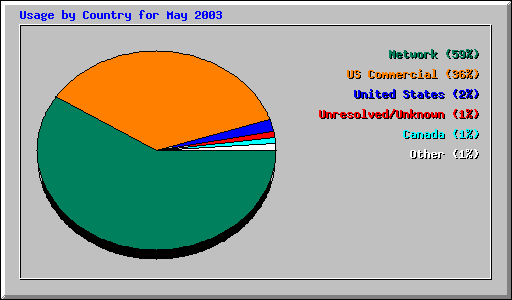 Usage by Country for May 2003
Network (59%)
US Commercial (36%)
United States (2%)
Unresolved/Unknown (1%)
Canada (1%)
Other (1%)